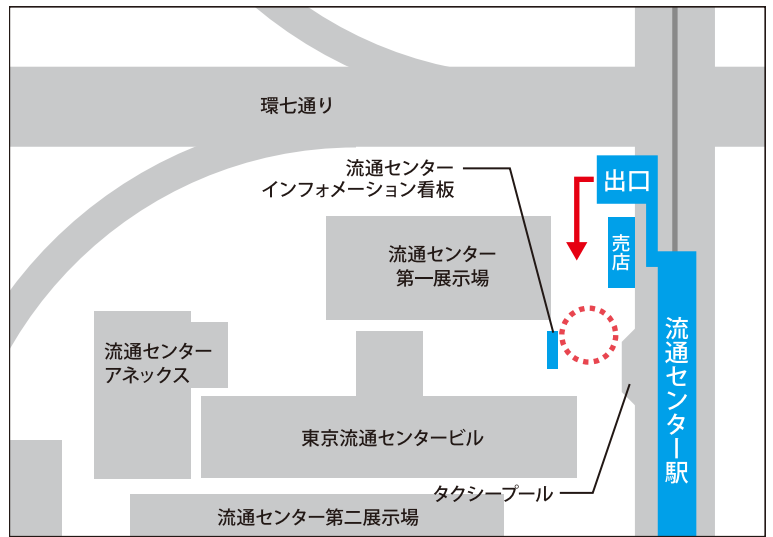 環七通り
流通センター
インフォメーション看板
出口
売店
流通センター
第一展示場
流通センター
アネックス
流通センター駅
東京流通センタービル
タクシープール
流通センター第二展示場